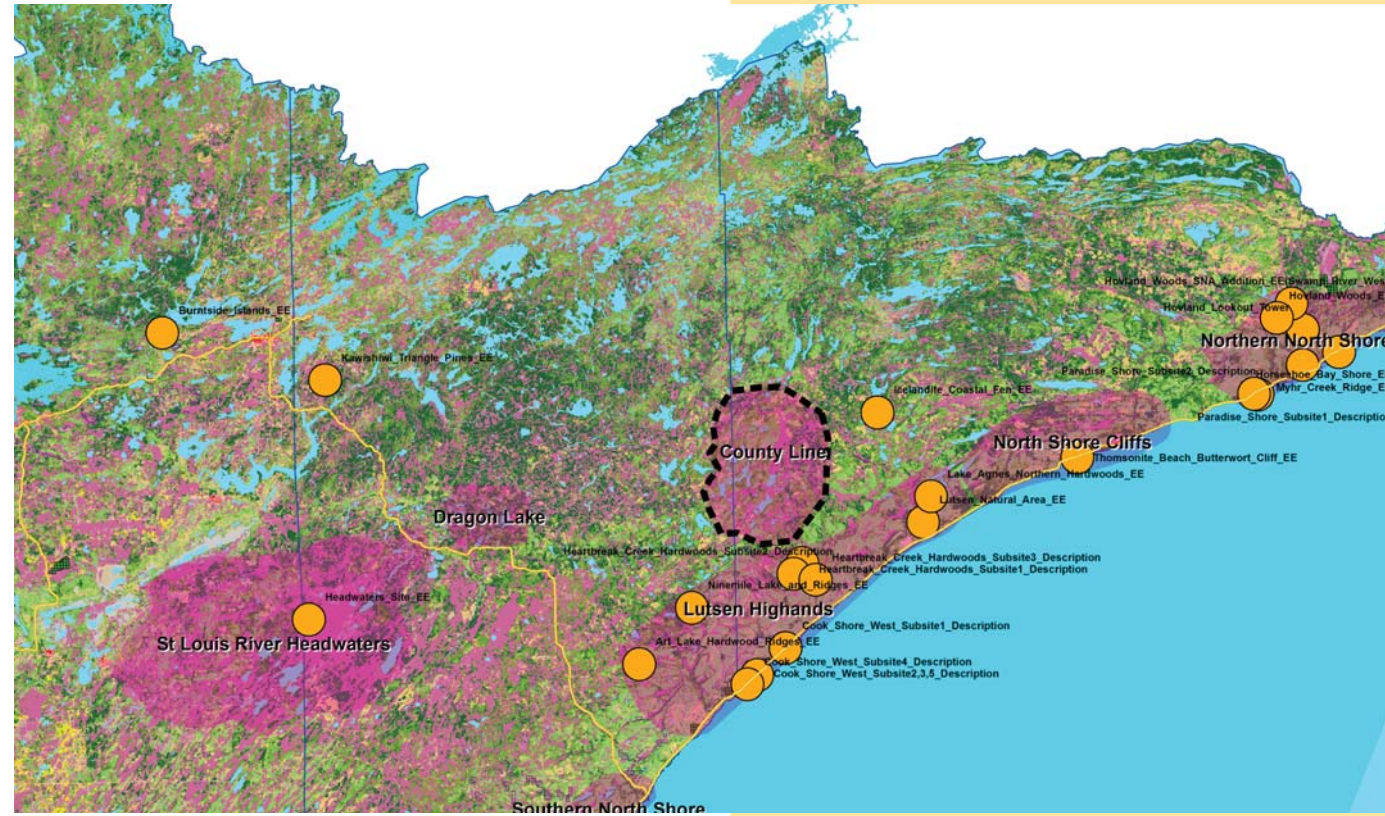 Hovland_Woods_SNA_Addition_EE(Swamp_River_Wes
Hovland_Woods_E
Burntside_Islands_EE
Hovland_Lookout_Tower
Northern North Shore
Kawishiwi_Triangle_Pines_EE
Paradise_Shore_Subsite2_Description
Horseshoe_Bay_Shore_E
Icelandite_Coastal_Fen_EE
Myhr_Creek_Ridge_E
Paradise_Shore_Subsite1_Descriptio
North Shore Cliffs
County Line
Thomsonite_Beach_Butterwort_Cliff_EE
Lake_Agnes_Northern_Hardwoods_EE
Lutsen_Natural_Area_EE
Dragon Lake
Heartbreak_Creek_Hardwoods_Subsite2_Description
Heartbreak_Creek_Hardwoods_Subsite3_Description
Heartbreak_Creek_Hardwoods_Subsite1_Description
Ninemile_Lake_and_Ridges_EE
Headwaters_Site_EE
Lutsen Highands
Cook_Shore_West_Subsite1_Description
St Louis River Headwaters
Art_Lake_Hardwood_Ridges_EE
Cook_Shore_West_Subsite4_Description
Cook_Shore_West_Subsite2,3,5_Description
Southern North Shore